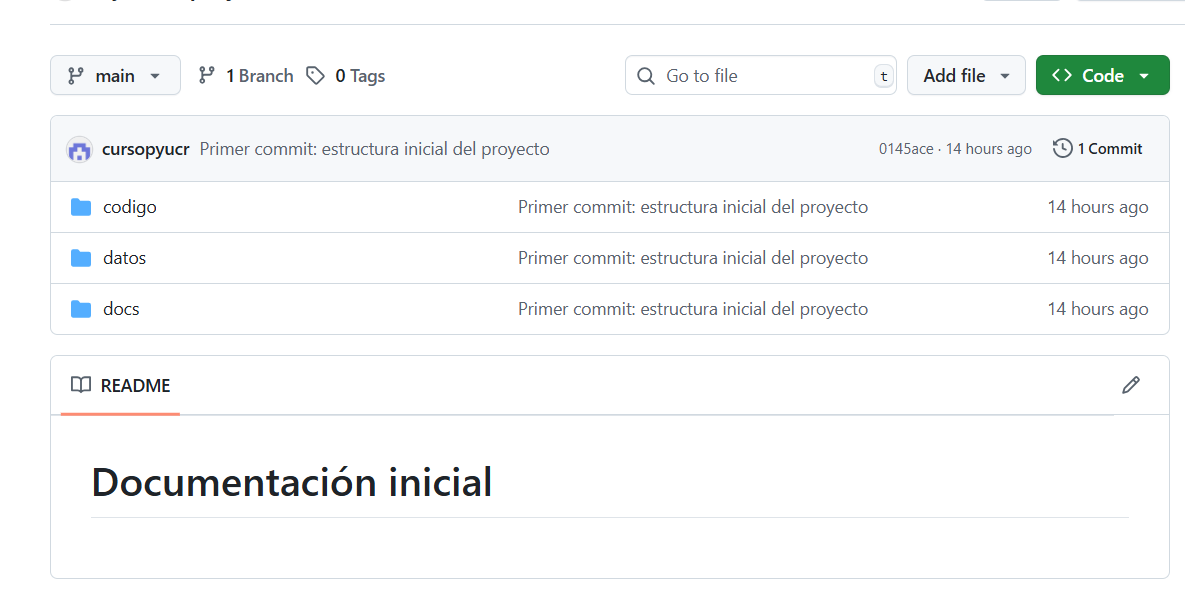 main 1 Branch 0 Tags Go to file t Add file Code
cursopyucr Primer commit: estructura inicial del proyecto 0145ace · 14 hours ago 1 Commit
codigo Primer commit: estructura inicial del proyecto 14 hours ago
datos Primer commit: estructura inicial del proyecto 14 hours ago
docs Primer commit: estructura inicial del proyecto 14 hours ago
README
Documentación inicial